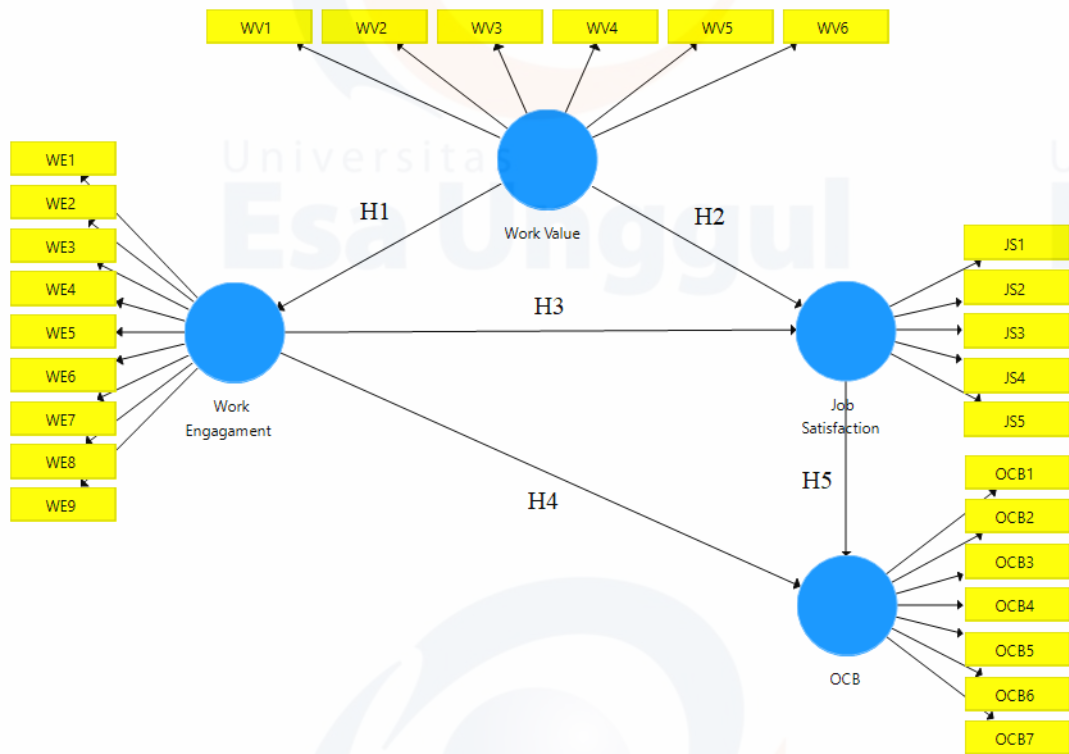 WV1 WV2 WV3 WV4 WV5 WV6
Universitas
Esa Unggul
Work Value
H1
H2
WE1
WE2
WE3
WE4
WE5
WE6
WE7
WE8
WE9
Work
Engagament
H3
JS1
JS2
JS3
JS4
JS5
Job
Satisfaction
H4
H5
OCB1
OCB2
OCB3
OCB4
OCB5
OCB6
OCB7
OCB